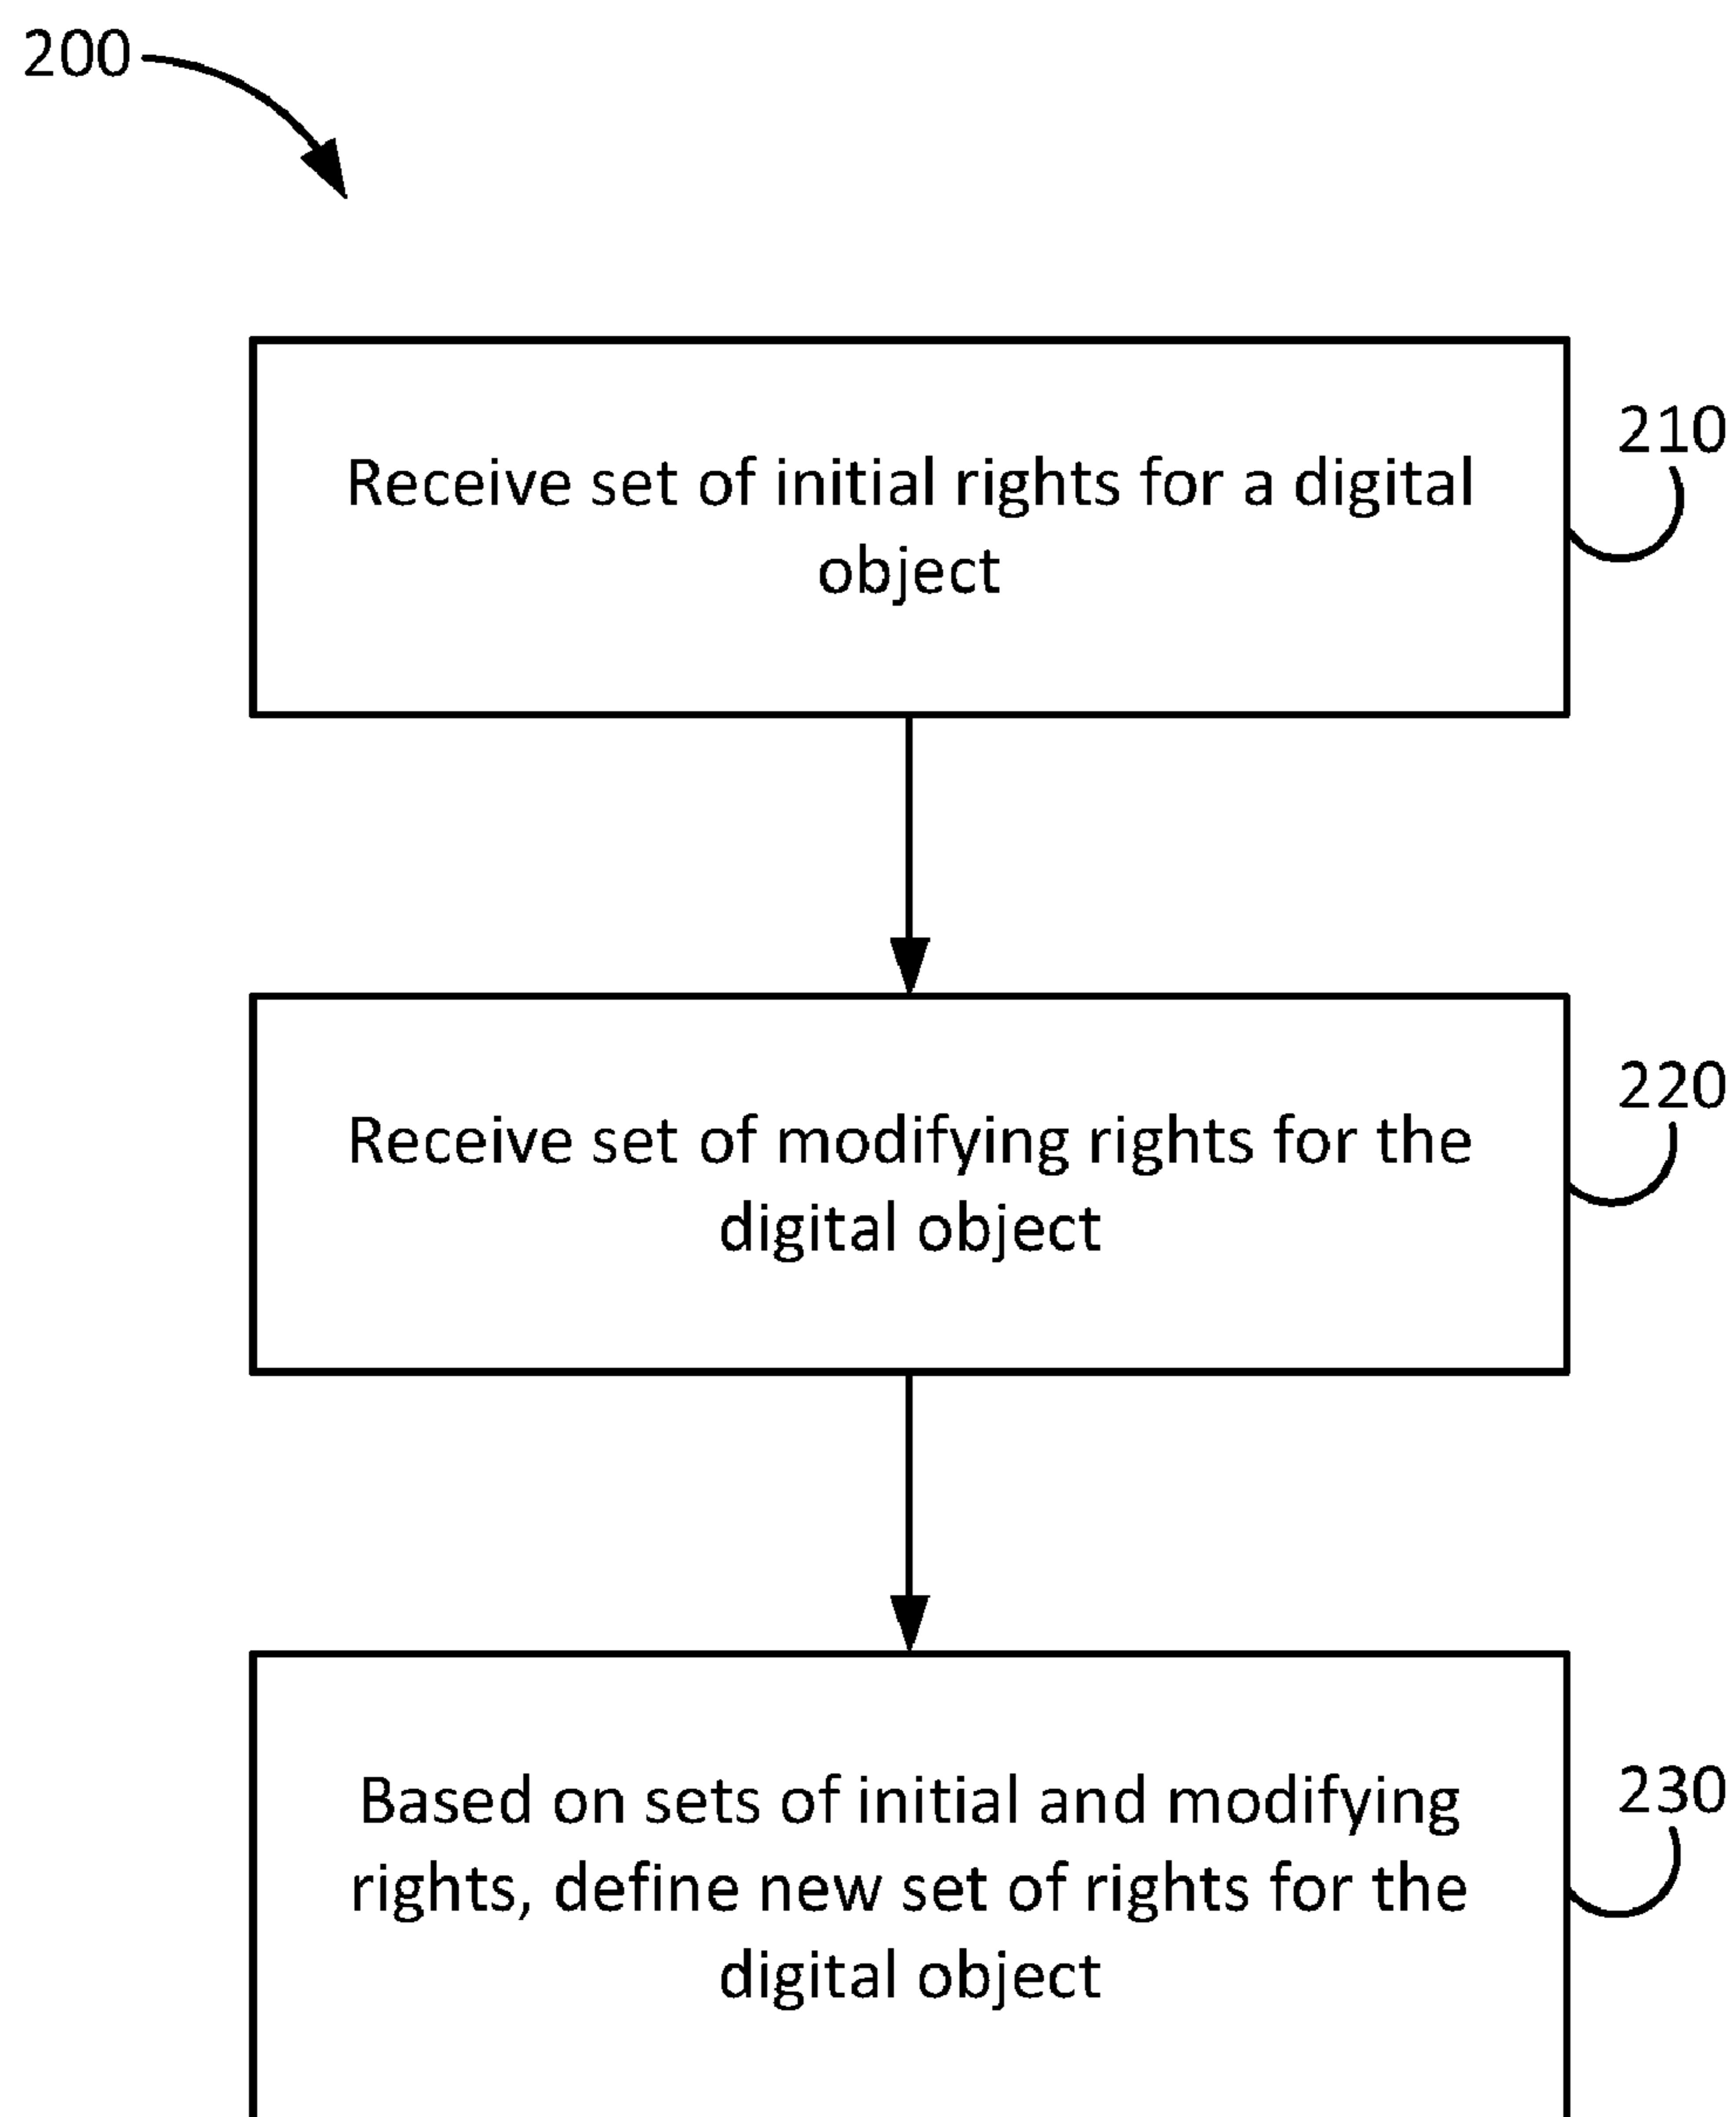 200
210
Receive set of initial rights for a digital
object
220
Receive set of modifying rights for the
digital object
230
Based on sets of initial and modifying
rights, define new set of rights for the
digital object